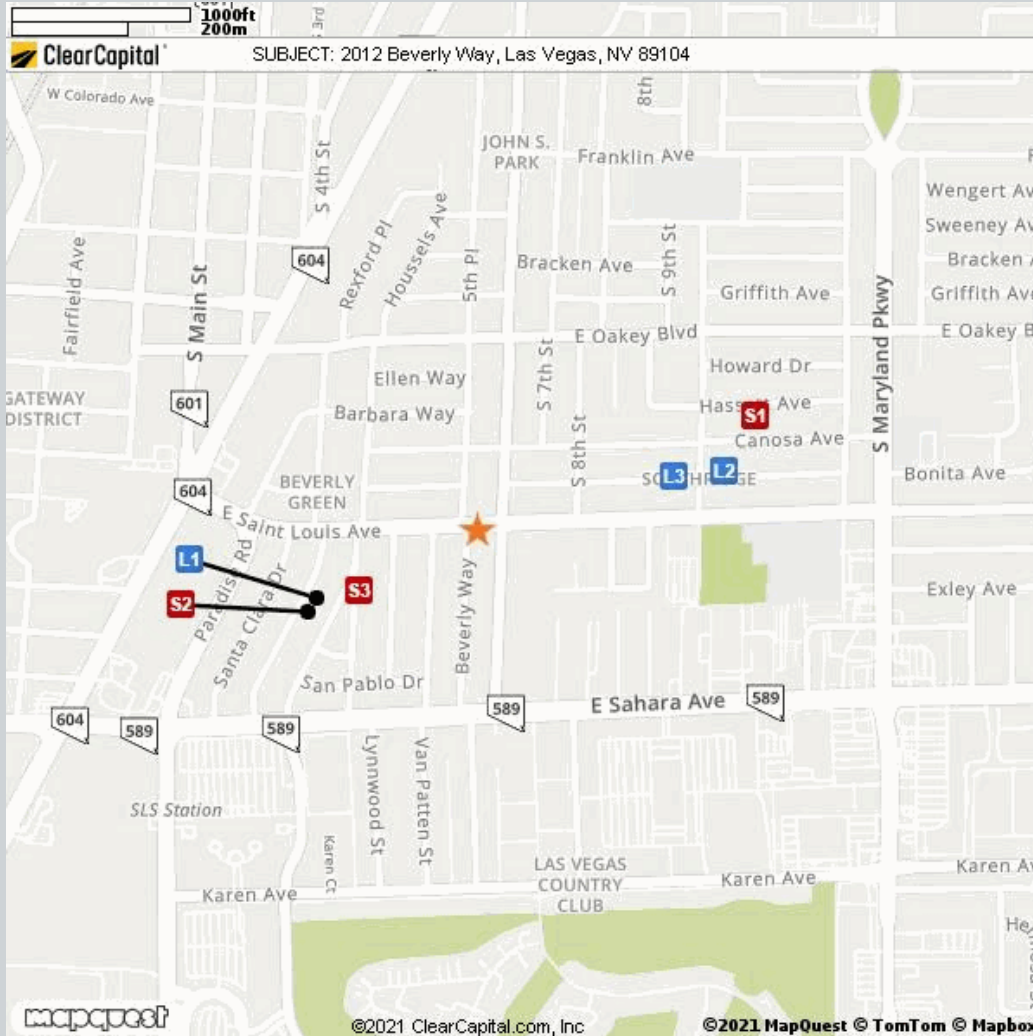 1000ft
200m
S 3rd
ClearCapital
SUBJECT: 2012 Beverly Way, Las Vegas, NV 89104
W Colorado Ave
8th
S 4th St
JOHN S.
PARK
Franklin Ave
Wengert Av
Sweeney Av
Fairfield Ave
S Main St
604
Rexford Pl
Houssels Ave
5th Pl
Bracken Ave
S 9th St
Bracken
Griffith Ave
Griffith Ave
S Maryland Pkwy
E Oakey Blvd
E Oakey B
S 7th St
Ellen Way
Howard Dr
GATEWAY
DISTRICT
601
Barbara Way
Hass
Ave
S1
Canosa Ave
S 8th St
L3
L2
Bonita Ave
604
BEVERLY
GREEN
E Saint Louis Ave
L1
S2
S3
Paradise Rd
Santa Clara Dr
Beverly Way
Exley Ave
San Pablo Dr
E Sahara Ave
604
589
589
589
589
Lynnwood St
Van Patten St
SLS Station
Karen Ct
LAS VEGAS
COUNTRY
CLUB
Karen Ave
Karen Ave
Karen Av
He
mapquest
©2021 ClearCapital.com, Inc
©2021 MapQuest © TomTom © Mapbo